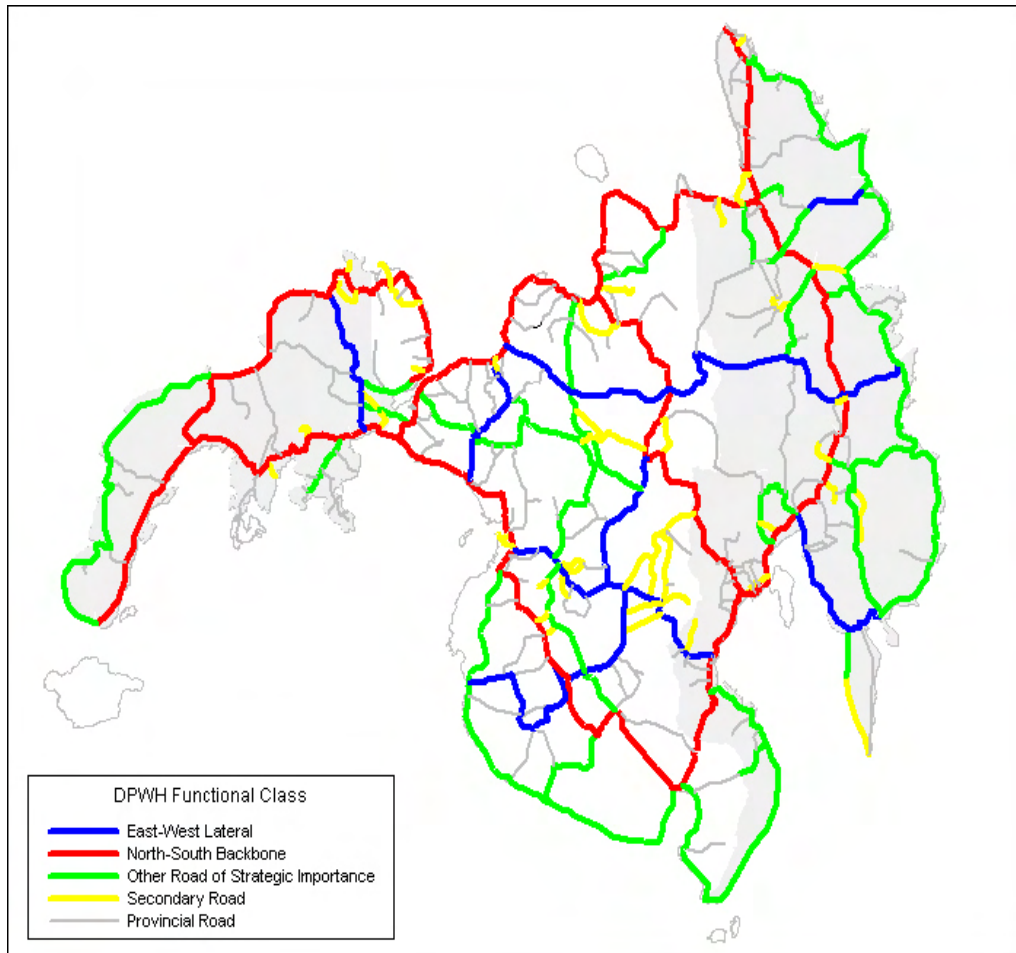 DPWH Functional Class
East-West Lateral
North-South Backbone
Other Road of Strategic Importance
Secondary Road
Provincial Road